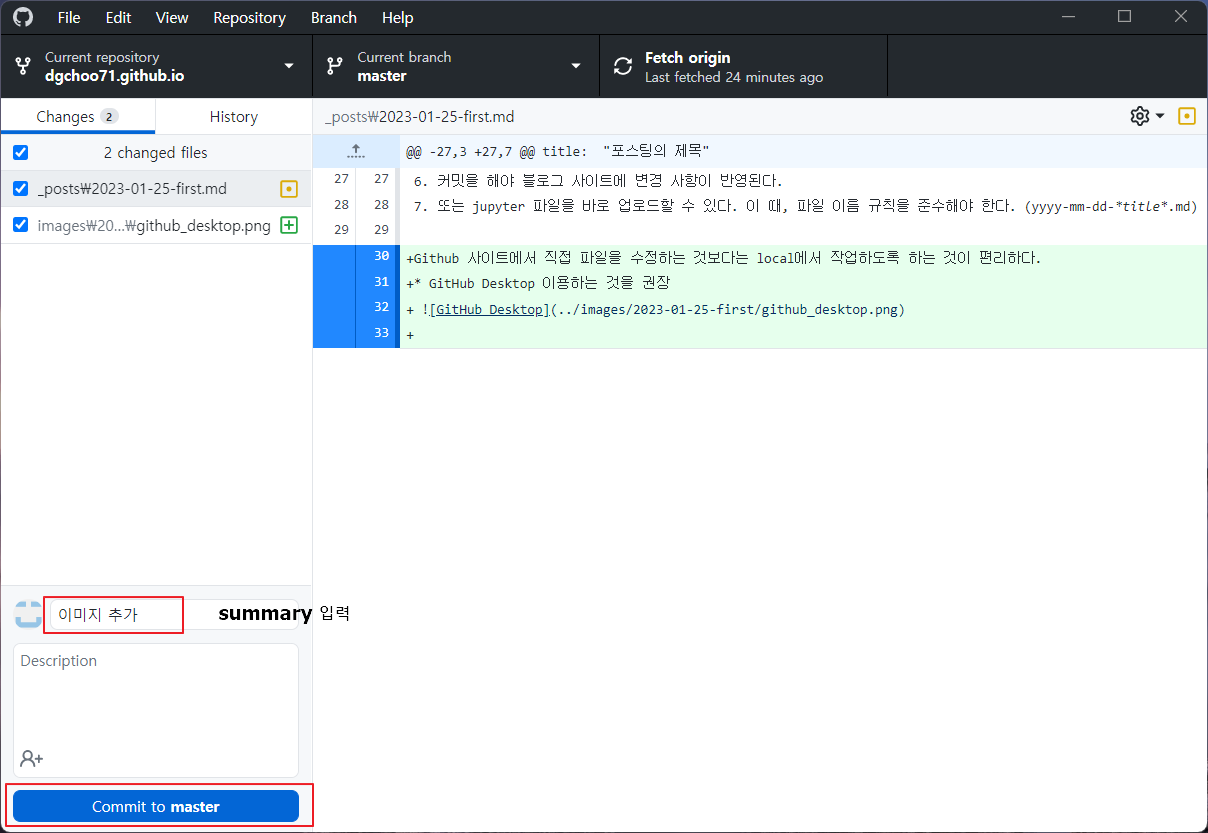 File Edit View Repository Branch Help
Current repository
dgchoo71.github.io
Current branch
master
Fetch origin
Last fetched 24 minutes ago
Changes 2
History
_posts₩2023-01-25-first.md
2 changed files
_posts₩2023-01-25-first.md
images₩20...₩github_desktop.png
@@ -27,3 +27,7 @@ title: "포스팅의 제목"
27 27 6. 커밋을 해야 블로그 사이트에 변경 사항이 반영된다.
28 28 7. 또는 jupyter 파일을 바로 업로드할 수 있다. 이 때, 파일 이름 규칙을 준수해야 한다. (yyyy-mm-dd-*title*.md)
29 29
30 +Github 사이트에서 직접 파일을 수정하는 것보다는 local에서 작업하도록 하는 것이 편리하다.
31 +* GitHub Desktop 이용하는 것을 권장
32 + ![GitHub Desktop](../images/2023-01-25-first/github_desktop.png)
33 +
이미지 추가
summary 입력
Description
Commit to master